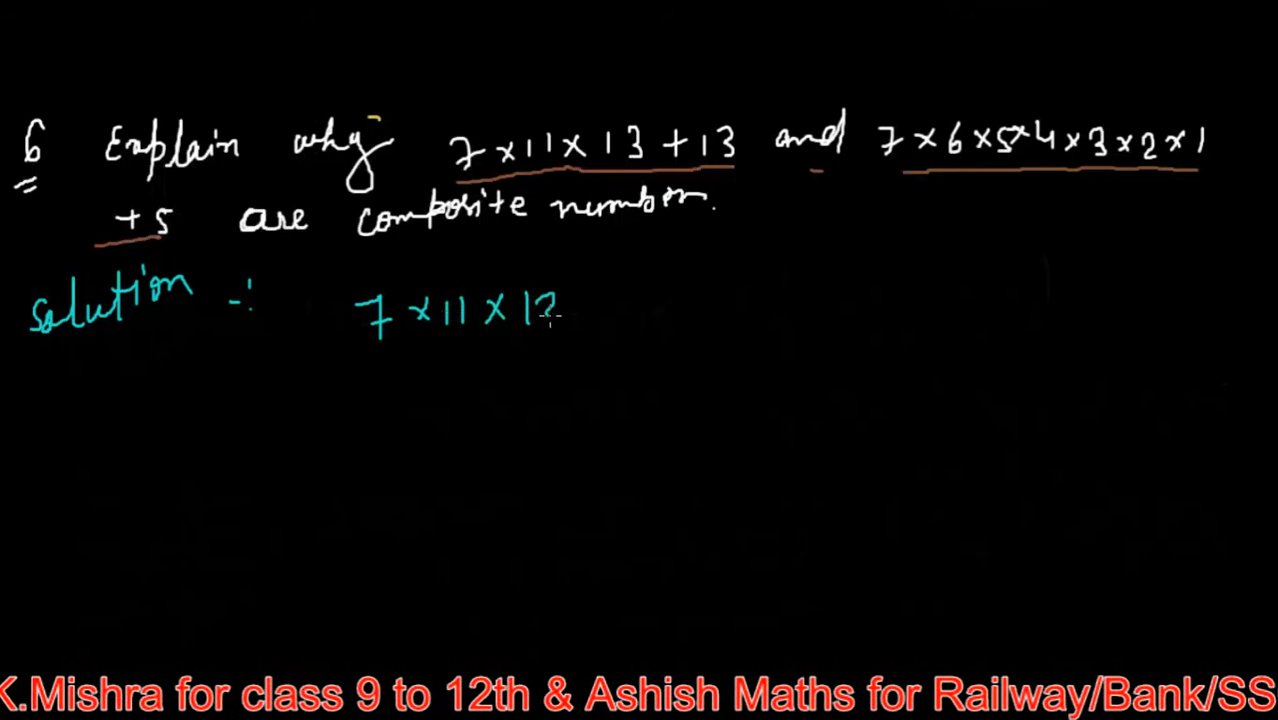 6 Explain why 7 × 11 × 13 + 13 and 7 × 6 × 5 × 4 × 3 × 2 × 1
+ 5 are composite number.
Solution :- 7 × 11 × 13
K.Mishra for class 9 to 12th & Ashish Maths for Railway/Bank/SS